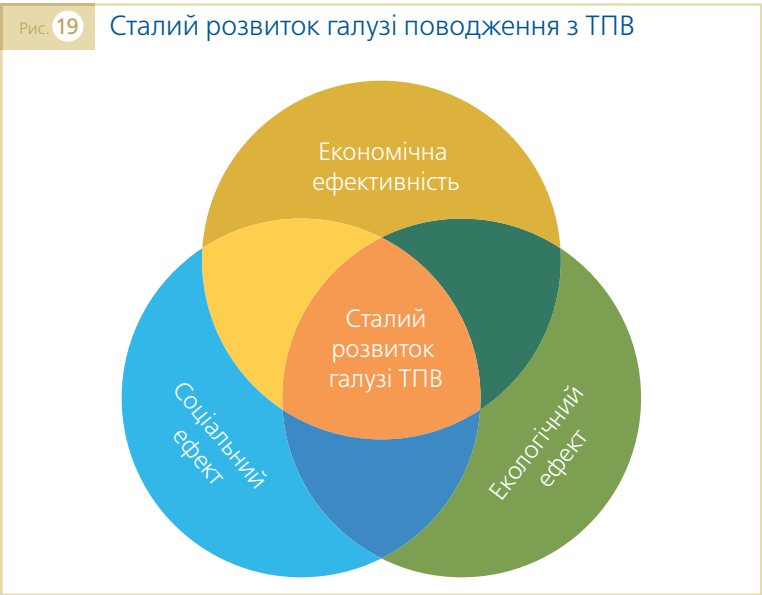 Рис. 19 Сталий розвиток галузі поводження з ТПВ
Економічна
ефективність
Сталий
розвиток
галузі ТПВ
Соціальний
ефект
Екологічний
ефект